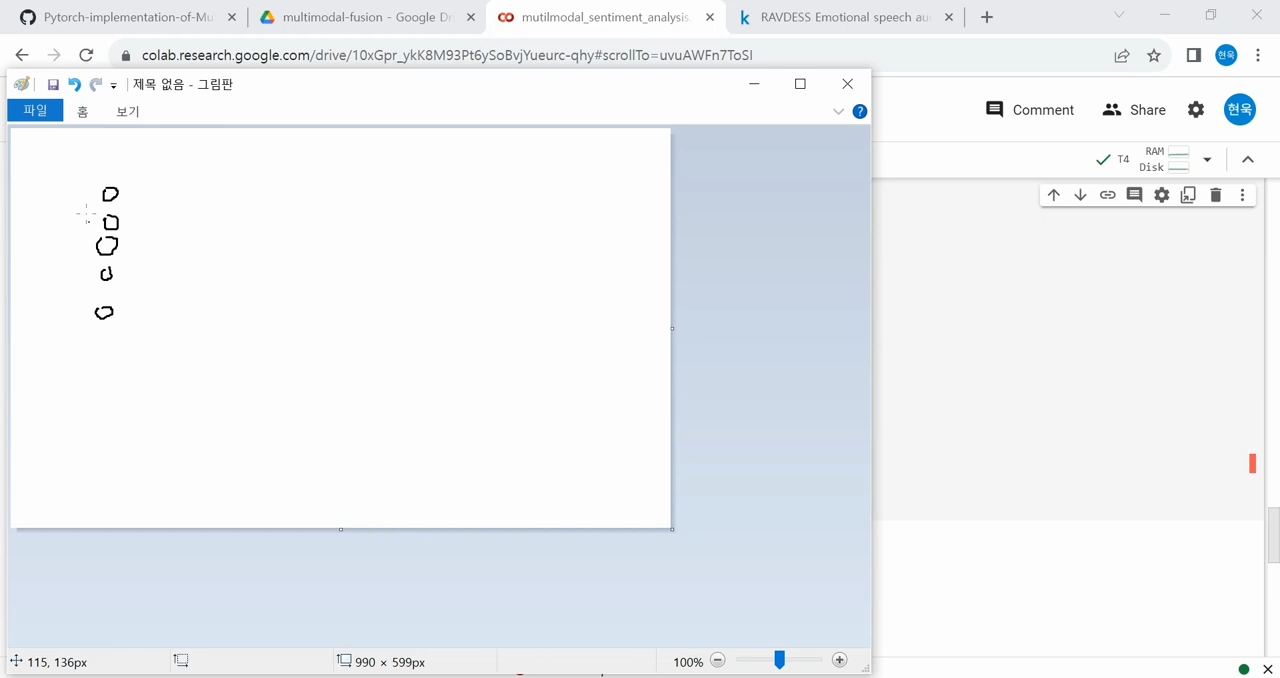 Pytorch-implementation-of-Mu
multimodal-fusion - Google Dr
mutilmodal_sentiment_analysis.
RAVDESS Emotional speech au
colab.research.google.com/drive/10xGpr_ykK8M93Pt6ySoBvjYueurc-qhy#scrollTo=uvuAWFn7ToSI
현욱
제목 없음 - 그림판
파일 홈 보기
Comment Share 현욱
T4 RAM
Disk
115, 136px
990 × 599px
100%